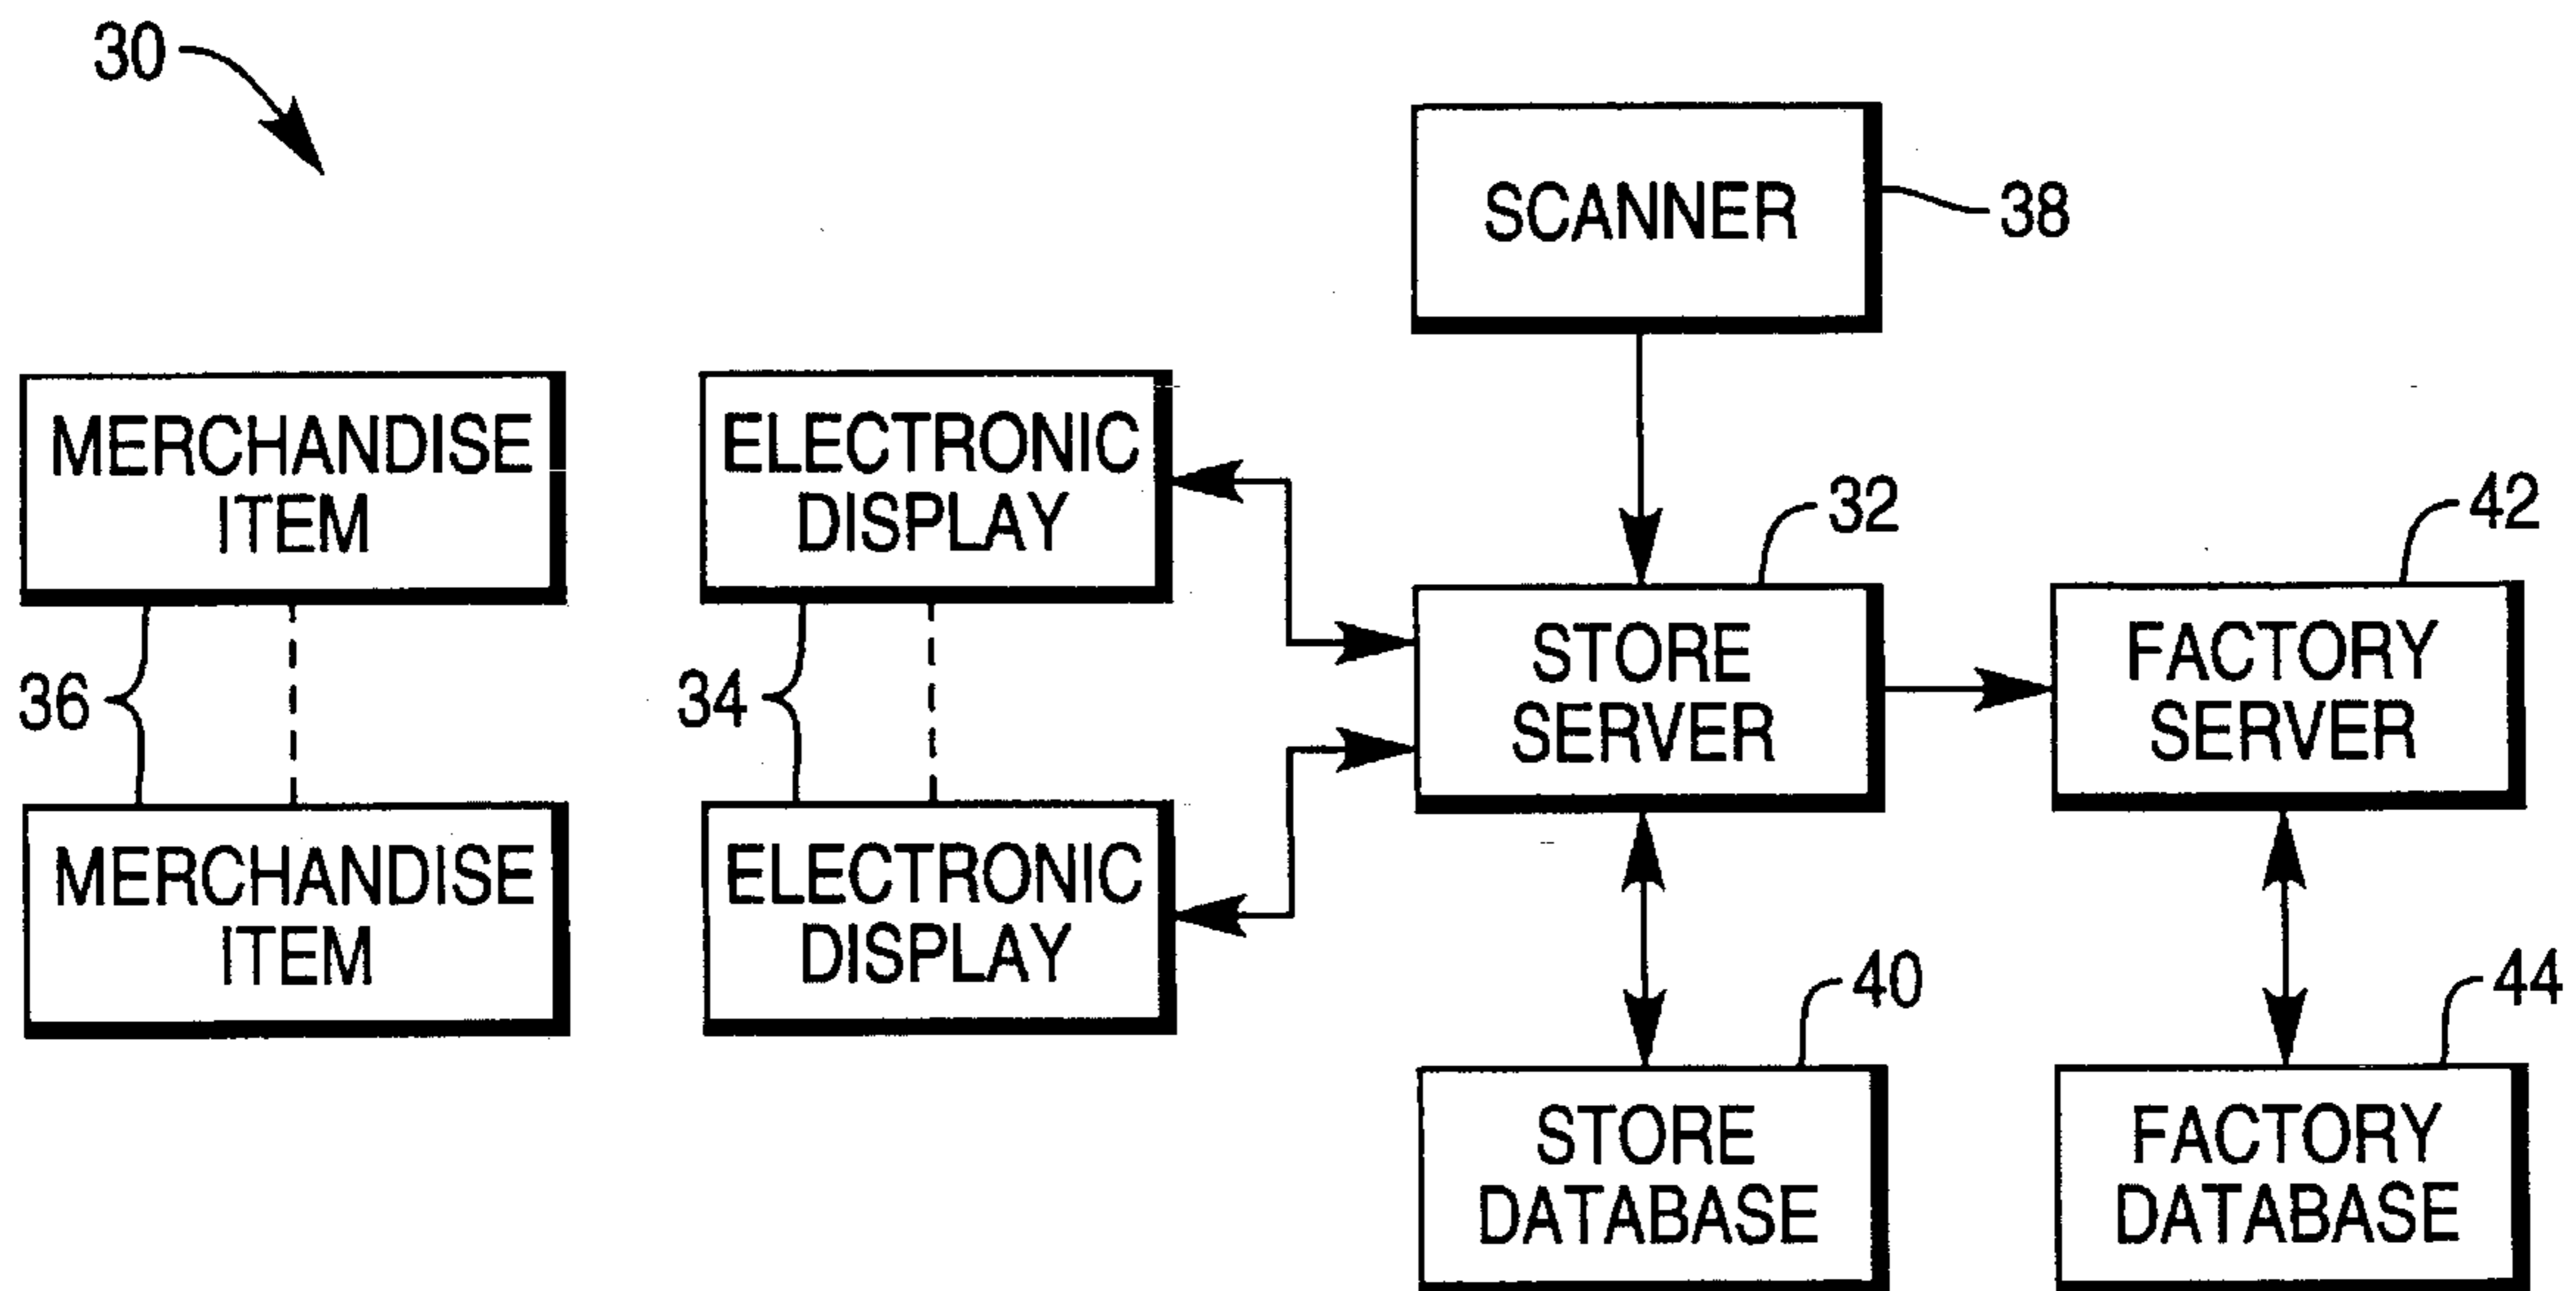 30
SCANNER
38
MERCHANDISE
ITEM
ELECTRONIC
DISPLAY
32
42
36
34
STORE
SERVER
FACTORY
SERVER
MERCHANDISE
ITEM
ELECTRONIC
DISPLAY
40
44
STORE
DATABASE
FACTORY
DATABASE